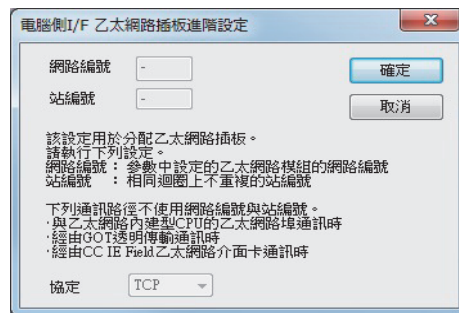 電腦側I/F 乙太網路插板進階設定
網路編號 -
站編號 -
確定
取消
該設定用於分配乙太網路插板。
請執行下列設定。
網路編號：參數中設定的乙太網路模組的網路編號
站編號　：相同迴圈上不重複的站編號
下列通訊路徑不使用網路編號與站編號。
·與乙太網路內建型CPU的乙太網路埠通訊時
·經由GOT透明傳輸通訊時
·經由CC IE Field乙太網路介面卡通訊時
協定 TCP